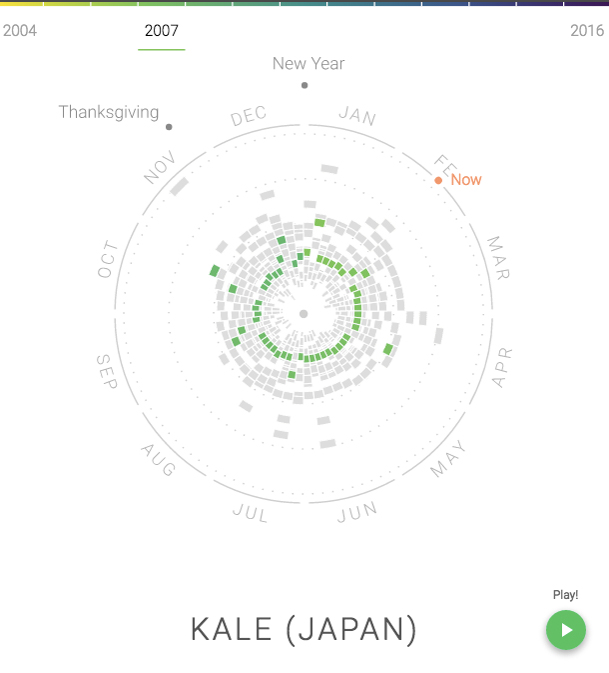 2004
2007
2016
New Year
Thanksgiving
DEC
JAN
NOV
FE
Now
OCT
MAR
SEP
APR
AUG
MAY
JUL
JUN
Play!
KALE (JAPAN)